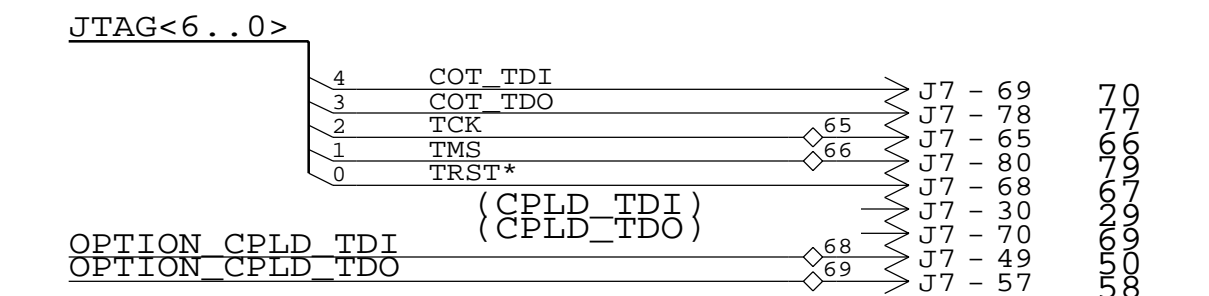 JTAG<6..0>
4 COT_TDI J7 - 69 70
3 COT_TDO J7 - 78 77
2 TCK 65 J7 - 65 66
1 TMS 66 J7 - 80 79
0 TRST* J7 - 68 67
(CPLD_TDI) J7 - 30 29
(CPLD_TDO) J7 - 70 69
OPTION_CPLD_TDI 68 J7 - 49 50
OPTION_CPLD_TDO 69 J7 - 57 58